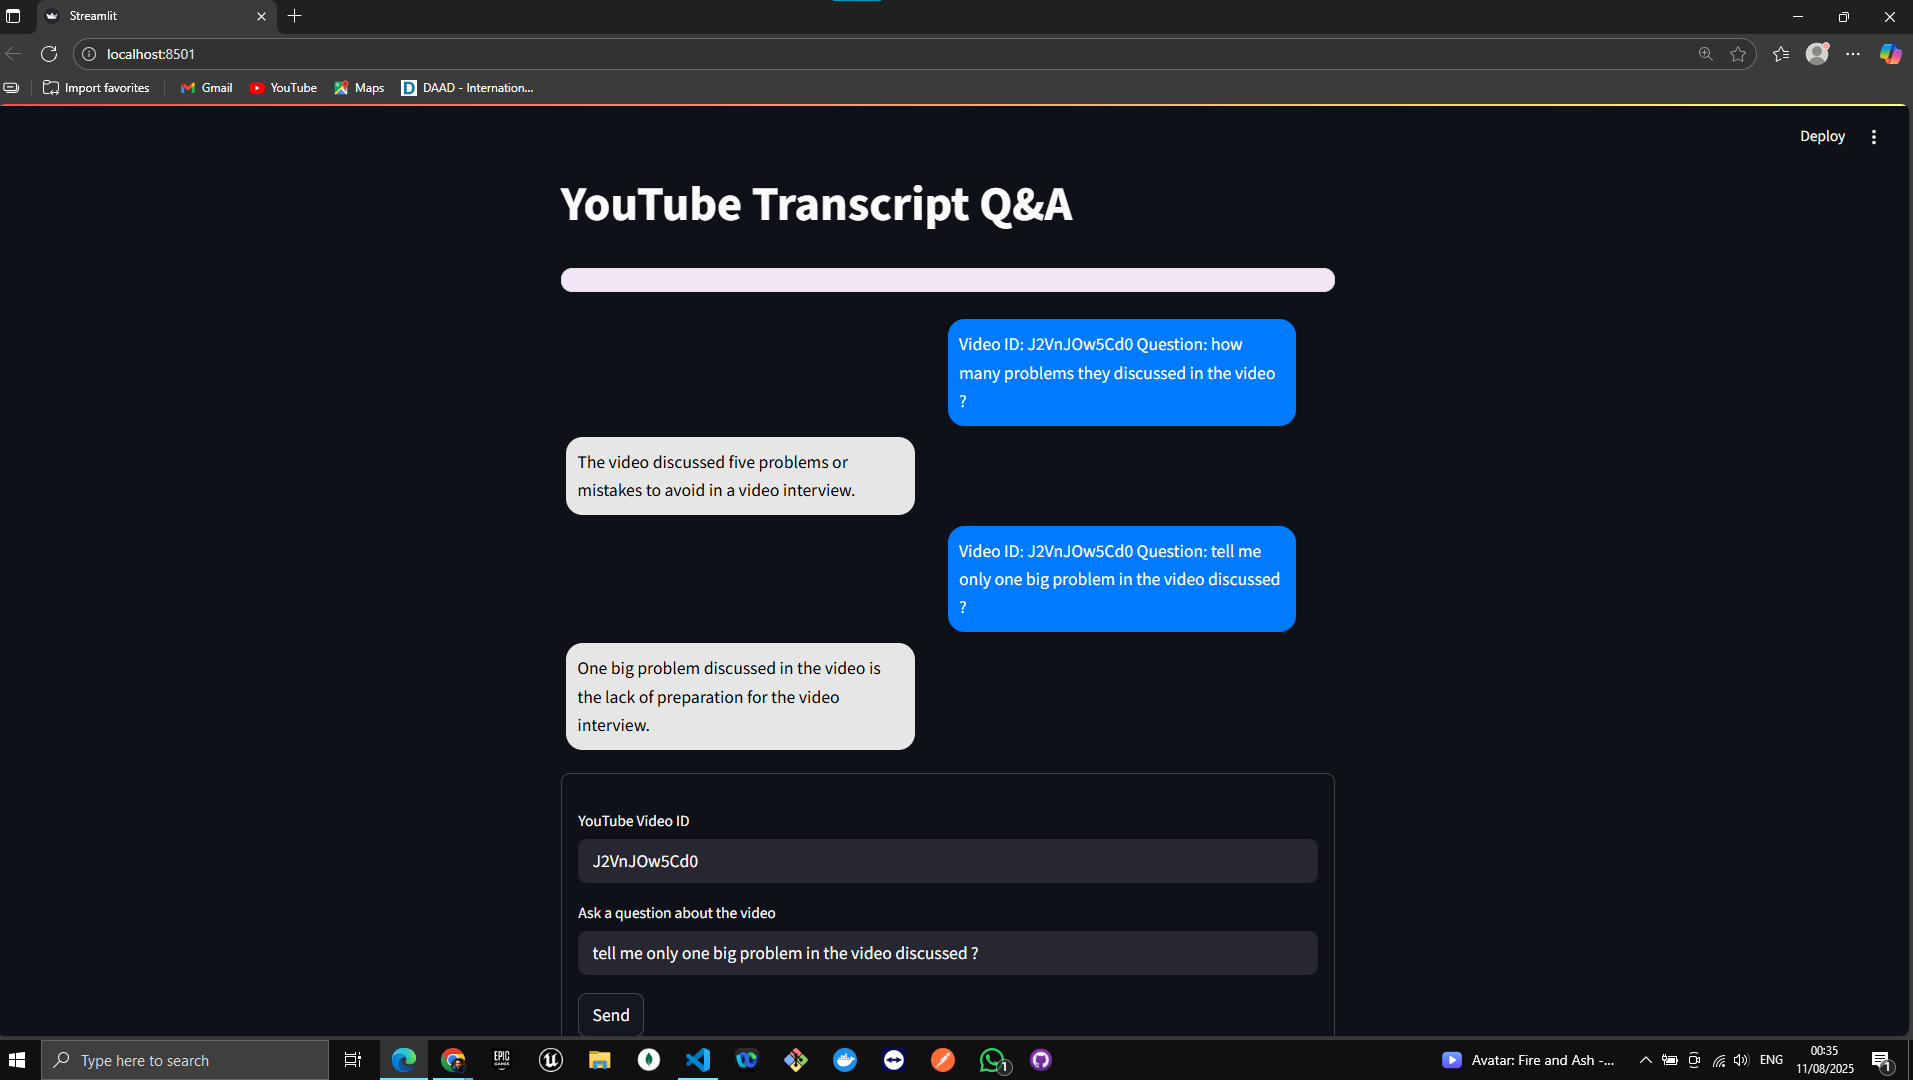 Streamlit
localhost:8501
Import favorites
Gmail
YouTube
Maps
DAAD - Internation...
Deploy
YouTube Transcript Q&A
Video ID: J2VnJOw5Cd0 Question: how
many problems they discussed in the video
?
The video discussed five problems or
mistakes to avoid in a video interview.
Video ID: J2VnJOw5Cd0 Question: tell me
only one big problem in the video discussed
?
One big problem discussed in the video is
the lack of preparation for the video
interview.
YouTube Video ID
J2VnJOw5Cd0
Ask a question about the video
tell me only one big problem in the video discussed ?
Send
Type here to search
EPIC
GAMES
1
Avatar: Fire and Ash -...
ENG
00:35
11/08/2025
1